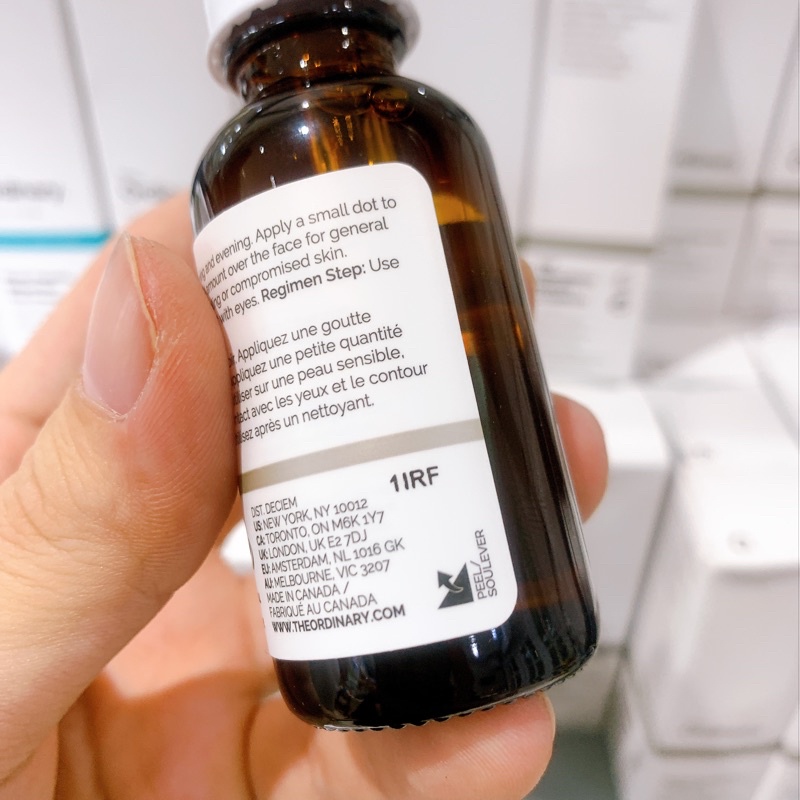 and evening. Apply a small dot to
mount over the face for general
ng or compromised skin.
with eyes. Regimen Step: Use
Appliquez une goutte
appliquez une petite quantité
iliser sur une peau sensible,
ntact avec les yeux et le contour
lisez après un nettoyant.
1IRF
DIST. DECIEM
US: NEW YORK, NY 10012
CA: TORONTO, ON M6K 1Y7
UK: LONDON, UK E2 7DJ
EU: AMSTERDAM, NL 1016 GK
AU: MELBOURNE, VIC 3207
MADE IN CANADA /
FABRIQUÉ AU CANADA
WWW.THEORDINARY.COM
PEEL/
SOULEVER